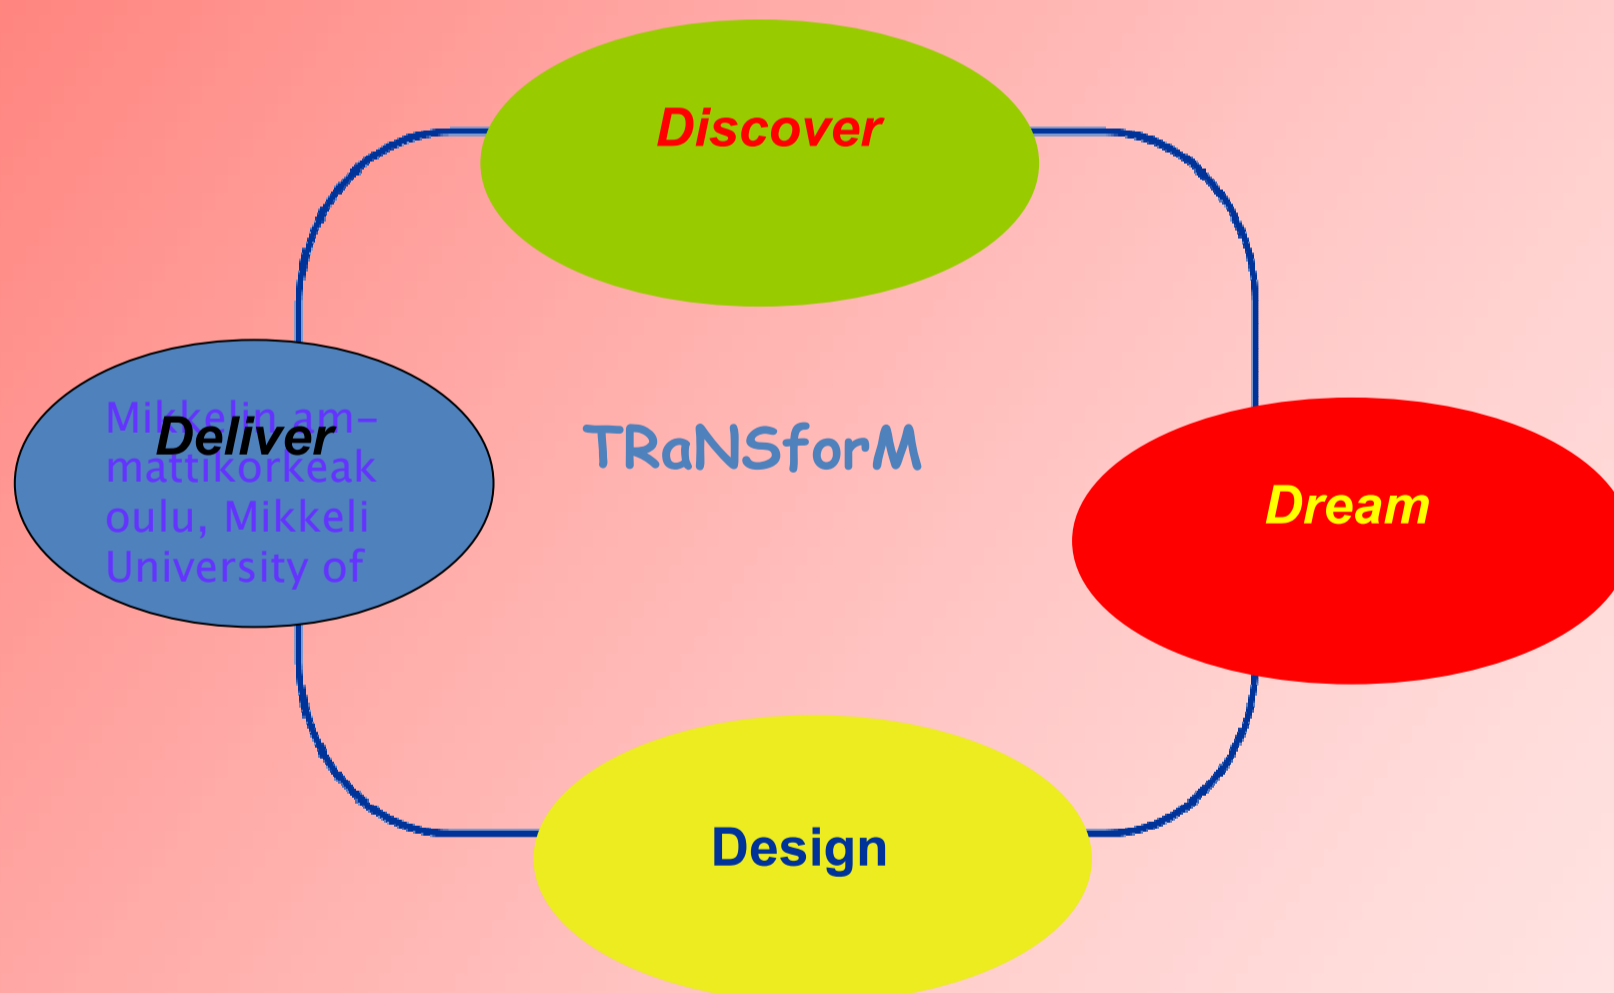 Discover
Mikkelin am-
Deliver
mattikorkeak
oulu, Mikkeli
University of
TRaNSforM
Dream
Design